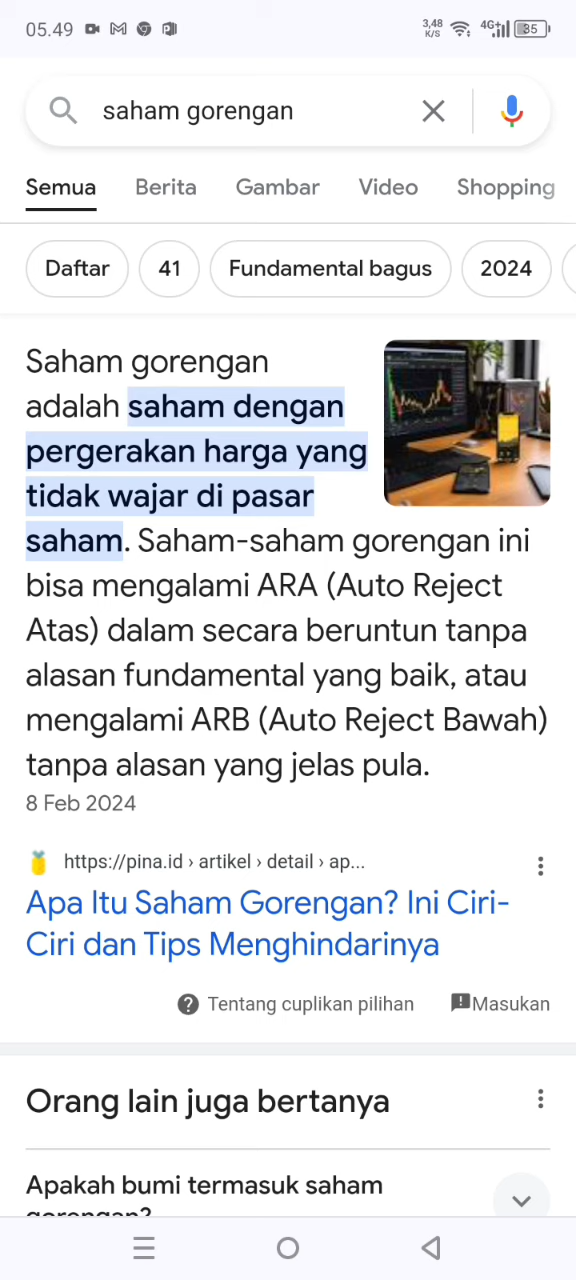 05.49
3,48
K/S
4G+
35
saham gorengan
Semua Berita Gambar Video Shopping
Daftar 41 Fundamental bagus 2024
Saham gorengan
adalah saham dengan
pergerakan harga yang
tidak wajar di pasar
saham. Saham-saham gorengan ini
bisa mengalami ARA (Auto Reject
Atas) dalam secara beruntun tanpa
alasan fundamental yang baik, atau
mengalami ARB (Auto Reject Bawah)
tanpa alasan yang jelas pula.
8 Feb 2024
https://pina.id › artikel › detail › ap...
Apa Itu Saham Gorengan? Ini Ciri-
Ciri dan Tips Menghindarinya
Tentang cuplikan pilihan Masukan
Orang lain juga bertanya
Apakah bumi termasuk saham
gorengan?